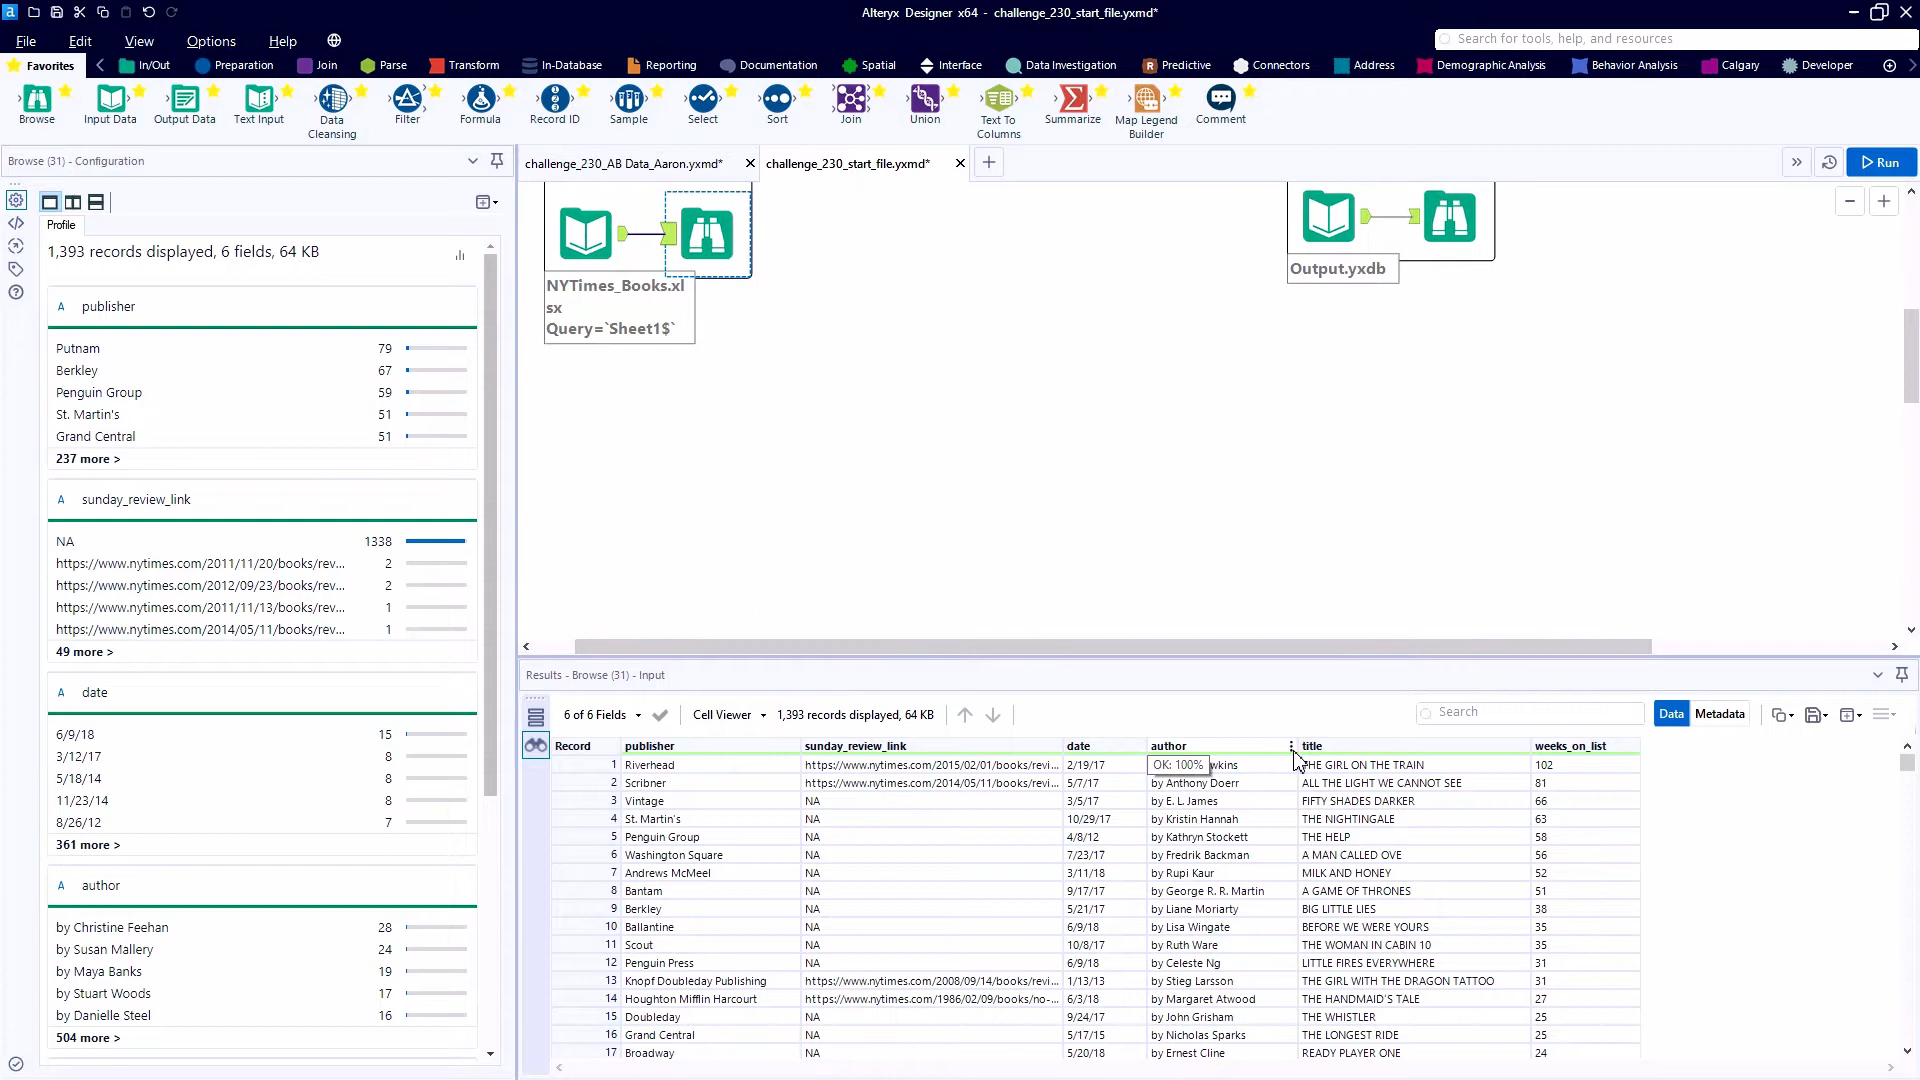 Alteryx Designer x64 - challenge_230_start_file.yxmd*
File Edit View Options Help
Search for tools, help, and resources
Favorites In/Out Preparation Join Parse Transform In-Database Reporting Documentation Spatial Interface Data Investigation Predictive Connectors Address Demographic Analysis Behavior Analysis Calgary Developer
Browse Input Data Output Data Text Input Data Cleansing Filter Formula Record ID Sample Select Sort Join Union Text To Columns Summarize Map Legend Builder Comment
Browse (31) - Configuration
challenge_230_AB Data_Aaron.yxmd*
challenge_230_start_file.yxmd*
Run
Profile
1,393 records displayed, 6 fields, 64 KB
A publisher
Putnam 79
Berkley 67
Penguin Group 59
St. Martin's 51
Grand Central 51
237 more >
A sunday_review_link
NA 1338
https://www.nytimes.com/2011/11/20/books/rev... 2
https://www.nytimes.com/2012/09/23/books/rev... 2
https://www.nytimes.com/2011/11/13/books/rev... 1
https://www.nytimes.com/2014/05/11/books/rev... 1
49 more >
A date
6/9/18 15
3/12/17 8
5/18/14 8
11/23/14 8
8/26/12 7
361 more >
A author
by Christine Feehan 28
by Susan Mallery 24
by Maya Banks 19
by Stuart Woods 17
by Danielle Steel 16
504 more >
NYTimes_Books.xl
sx
Query=`Sheet1$`
Output.yxdb
Results - Browse (31) - Input
6 of 6 Fields Cell Viewer 1,393 records displayed, 64 KB Search Data Metadata
Record publisher sunday_review_link date author title weeks_on_list
OK: 100%
1 Riverhead https://www.nytimes.com/2015/02/01/books/revi... 2/19/17 wkins HE GIRL ON THE TRAIN 102
2 Scribner https://www.nytimes.com/2014/05/11/books/revi... 5/7/17 by Anthony Doerr ALL THE LIGHT WE CANNOT SEE 81
3 Vintage NA 3/5/17 by E. L. James FIFTY SHADES DARKER 66
4 St. Martin's NA 10/29/17 by Kristin Hannah THE NIGHTINGALE 63
5 Penguin Group NA 4/8/12 by Kathryn Stockett THE HELP 58
6 Washington Square NA 7/23/17 by Fredrik Backman A MAN CALLED OVE 56
7 Andrews McMeel NA 3/11/18 by Rupi Kaur MILK AND HONEY 52
8 Bantam NA 9/17/17 by George R. R. Martin A GAME OF THRONES 51
9 Berkley NA 5/21/17 by Liane Moriarty BIG LITTLE LIES 38
10 Ballantine NA 6/9/18 by Lisa Wingate BEFORE WE WERE YOURS 35
11 Scout NA 10/8/17 by Ruth Ware THE WOMAN IN CABIN 10 35
12 Penguin Press NA 6/9/18 by Celeste Ng LITTLE FIRES EVERYWHERE 31
13 Knopf Doubleday Publishing https://www.nytimes.com/2008/09/14/books/revi... 1/13/13 by Stieg Larsson THE GIRL WITH THE DRAGON TATTOO 31
14 Houghton Mifflin Harcourt https://www.nytimes.com/1986/02/09/books/no-... 6/3/18 by Margaret Atwood THE HANDMAID'S TALE 27
15 Doubleday NA 9/24/17 by John Grisham THE WHISTLER 25
16 Grand Central NA 5/17/15 by Nicholas Sparks THE LONGEST RIDE 25
17 Broadway NA 5/20/18 by Ernest Cline READY PLAYER ONE 24